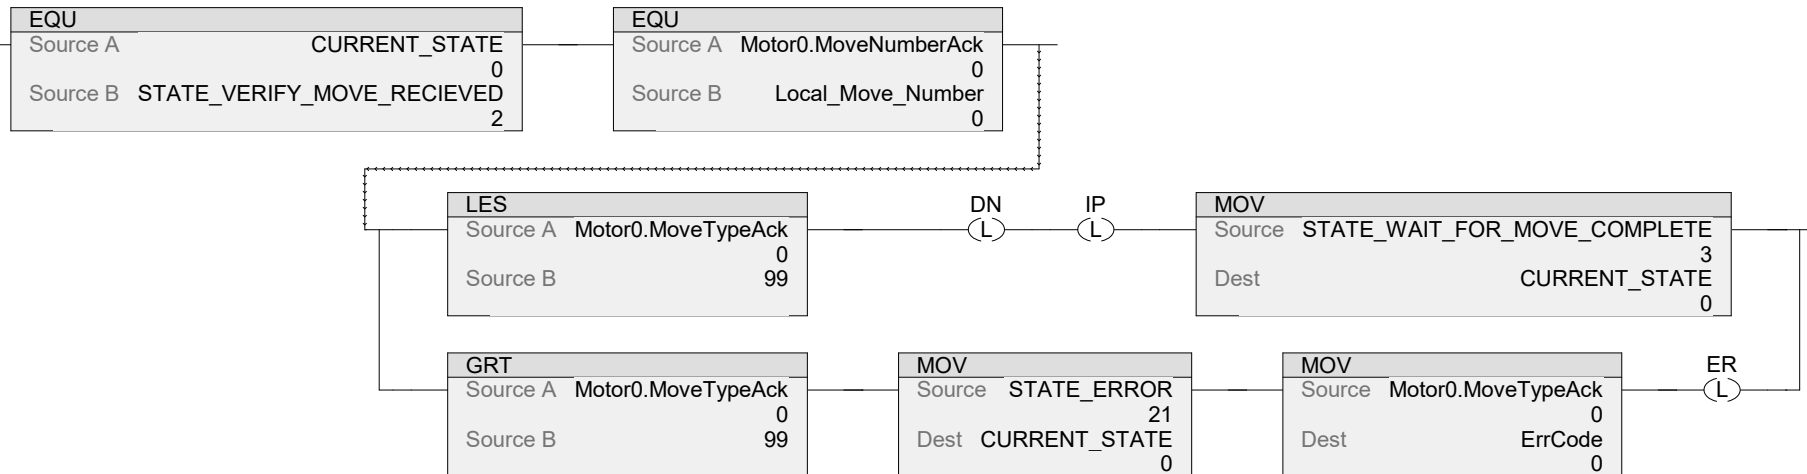 EQU
Source A CURRENT_STATE
0
Source B STATE_VERIFY_MOVE_RECIEVED
2
EQU
Source A Motor0.MoveNumberAck
0
Source B Local_Move_Number
0
LES
Source A Motor0.MoveTypeAck
0
Source B 99
DN
L
IP
L
MOV
Source STATE_WAIT_FOR_MOVE_COMPLETE
3
Dest CURRENT_STATE
0
GRT
Source A Motor0.MoveTypeAck
0
Source B 99
MOV
Source STATE_ERROR
21
Dest CURRENT_STATE
0
MOV
Source Motor0.MoveTypeAck
0
Dest ErrCode
0
ER
L